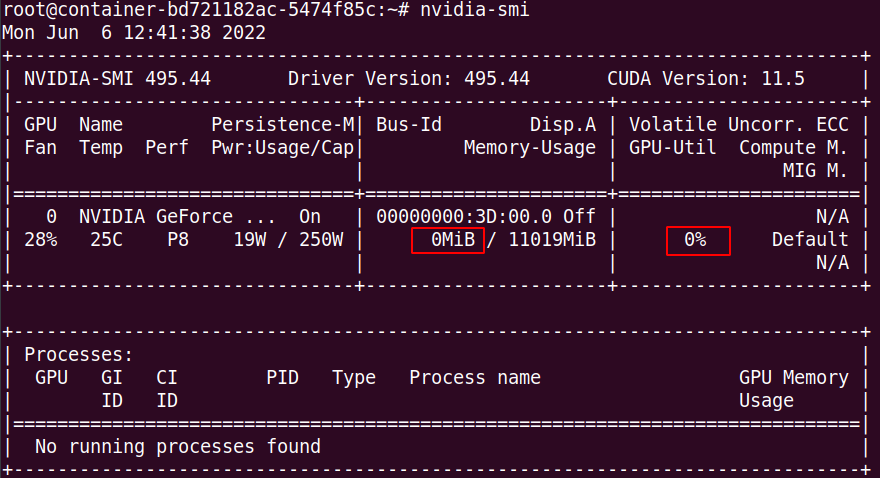 root@container-bd721182ac-5474f85c:~# nvidia-smi
Mon Jun  6 12:41:38 2022
+-----------------------------------------------------------------------------+
| NVIDIA-SMI 495.44       Driver Version: 495.44       CUDA Version: 11.5     |
|-------------------------------+----------------------+----------------------+
| GPU  Name        Persistence-M| Bus-Id        Disp.A | Volatile Uncorr. ECC |
| Fan  Temp  Perf  Pwr:Usage/Cap|         Memory-Usage | GPU-Util  Compute M. |
|                               |                      |               MIG M. |
|===============================+======================+======================|
|   0  NVIDIA GeForce ...  On   | 00000000:3D:00.0 Off |                  N/A |
| 28%   25C    P8    19W / 250W |      0MiB / 11019MiB |      0%      Default |
|                               |                      |                  N/A |
+-------------------------------+----------------------+----------------------+

+-----------------------------------------------------------------------------+
| Processes:                                                                  |
|  GPU   GI   CI        PID   Type   Process name                  GPU Memory |
|        ID   ID                                                   Usage      |
|=============================================================================|
|  No running processes found                                                 |
+-----------------------------------------------------------------------------+